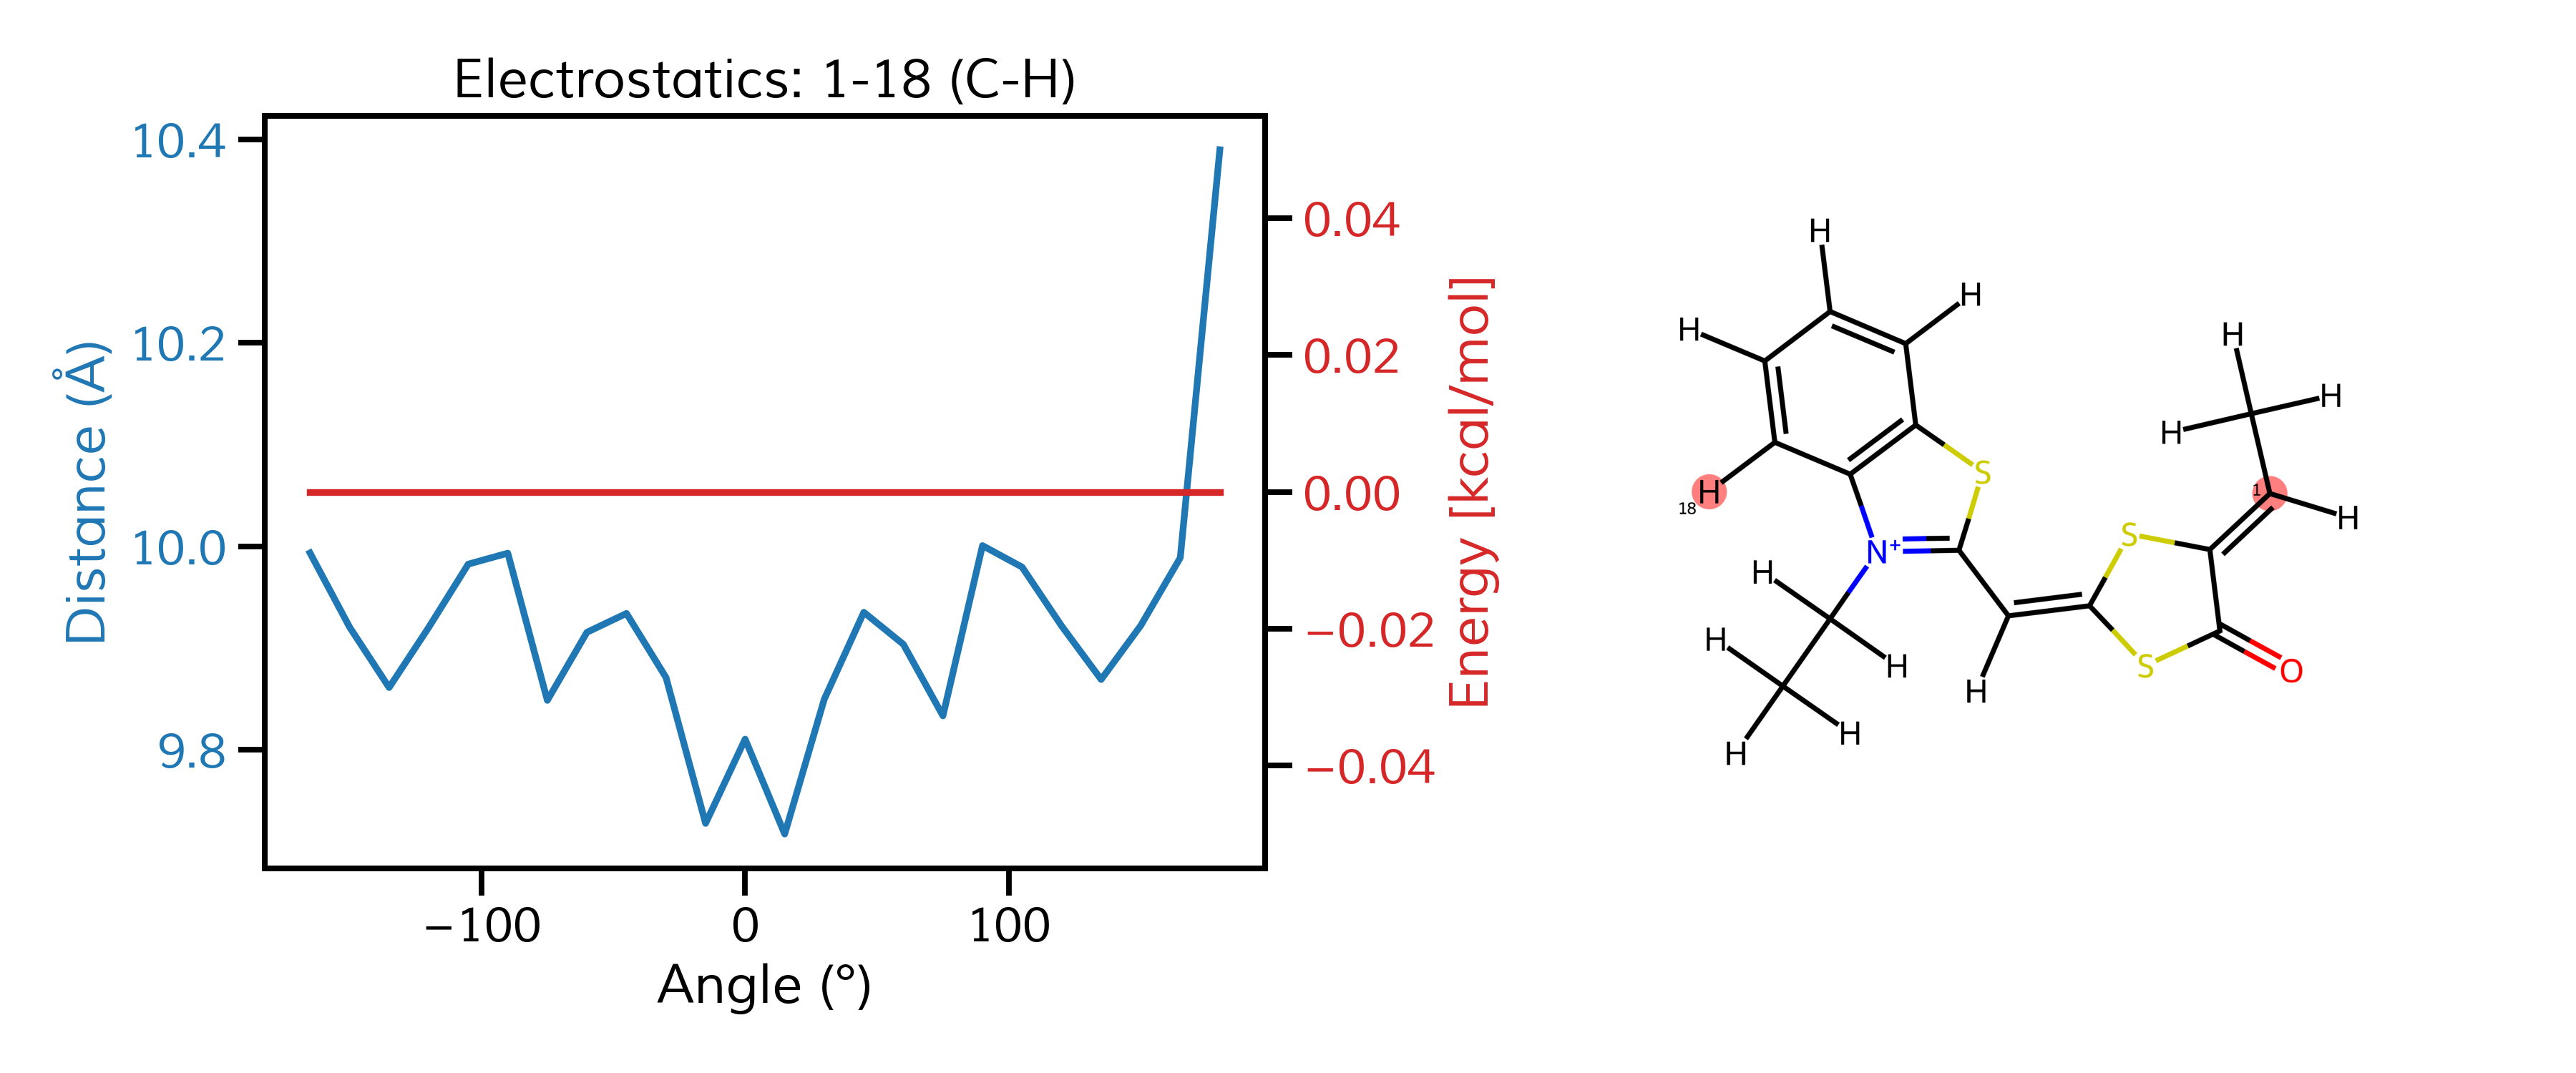 Electrostatics: 1-18 (C-H)
Distance (Å)
10.4
10.2
10.0
9.8
0.04
0.02
0.00
−0.02
−0.04
Energy [kcal/mol]
−100
0
100
Angle (°)
H
H
H
H
H
18
S
N+
H
H
H
H
H
H
S
S
O
H
H
H
H
1